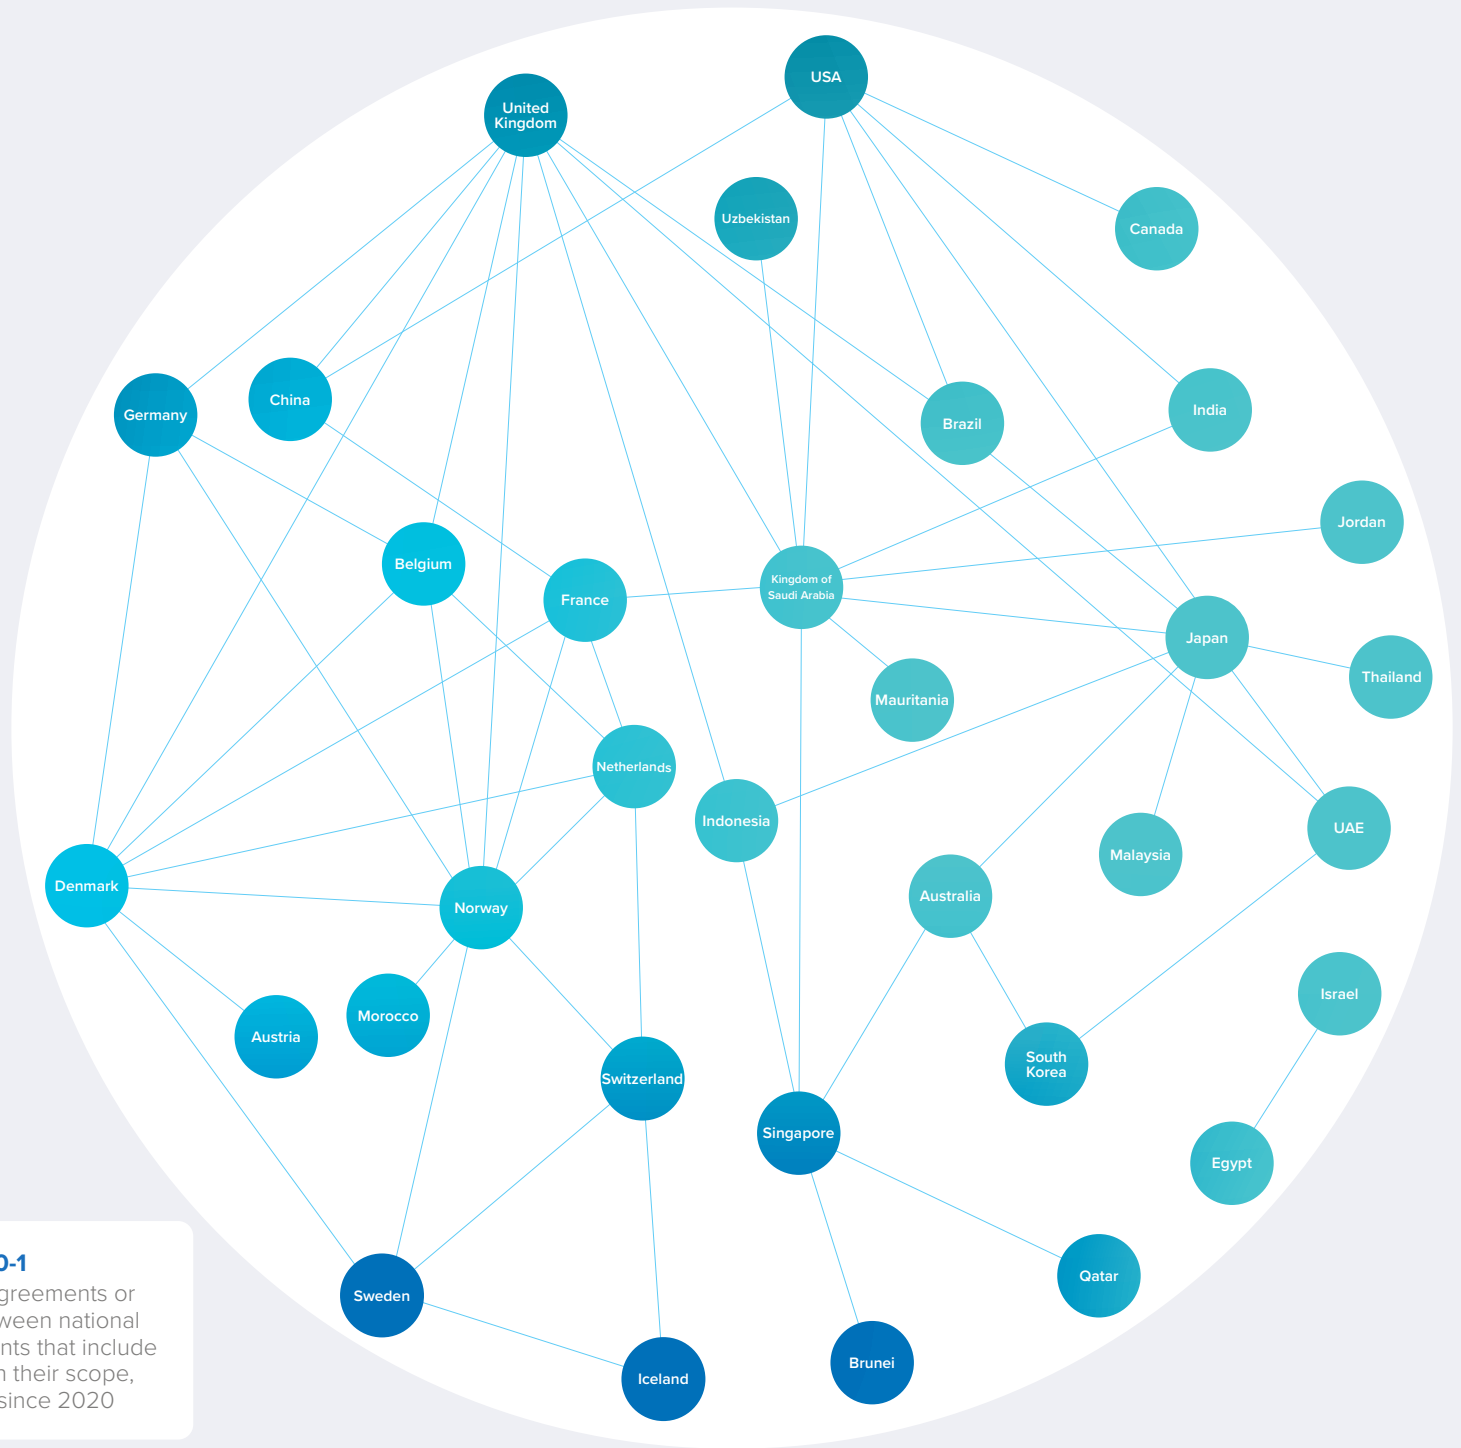 USA
United
Kingdom
Uzbekistan
Canada
Germany
China
Brazil
India
Jordan
Belgium
France
Kingdom of
Saudi Arabia
Japan
Thailand
Mauritania
Netherlands
Indonesia
UAE
Malaysia
Denmark
Norway
Australia
Israel
Morocco
Austria
South
Korea
Switzerland
Singapore
Egypt
Qatar
Sweden
Brunei
Iceland
0-1
greements or
ween national
nts that include
n their scope,
since 2020